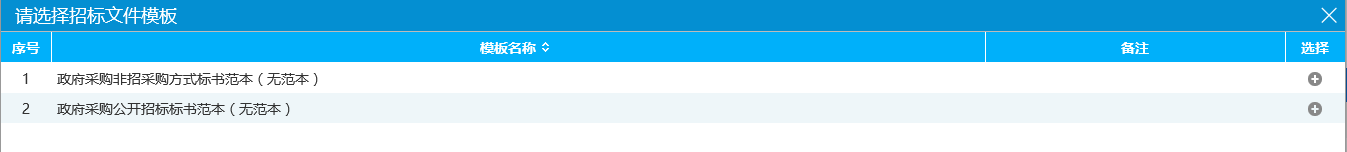 请选择招标文件模板
序号 模板名称 备注 选择
1 政府采购非招采购方式标书范本（无范本）
2 政府采购公开招标标书范本（无范本）